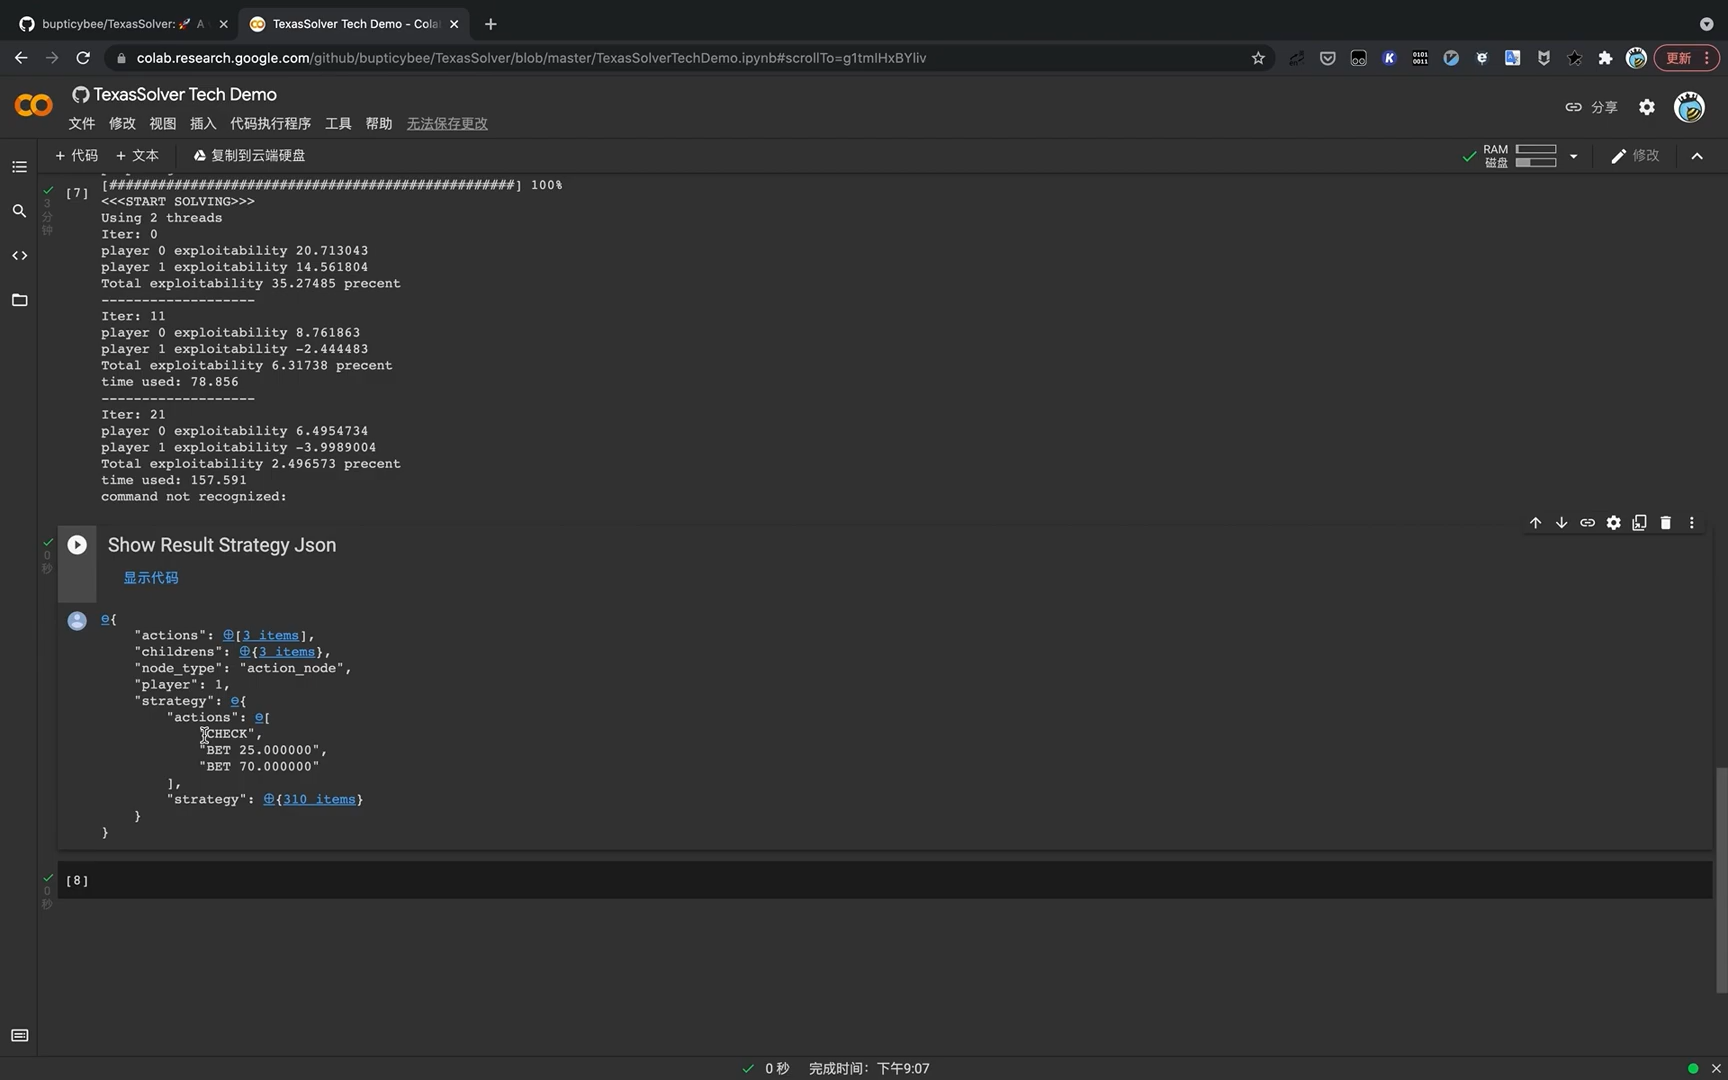 bupticybee/TexasSolver: 🚀 A
TexasSolver Tech Demo - Cola
colab.research.google.com/github/bupticybee/TexasSolver/blob/master/TexasSolverTechDemo.ipynb#scrollTo=g1tmlHxBYliv
更新
TexasSolver Tech Demo
分享
文件 修改 视图 插入 代码执行程序 工具 帮助 无法保存更改
+ 代码 + 文本 复制到云端硬盘
RAM
磁盘
修改
[7]
3
分
钟
[##################################################] 100%
<<<START SOLVING>>>
Using 2 threads
Iter: 0
player 0 exploitability 20.713043
player 1 exploitability 14.561804
Total exploitability 35.27485 precent
-------------------
Iter: 11
player 0 exploitability 8.761863
player 1 exploitability -2.444483
Total exploitability 6.31738 precent
time used: 78.856
-------------------
Iter: 21
player 0 exploitability 6.4954734
player 1 exploitability -3.9989004
Total exploitability 2.496573 precent
time used: 157.591
command not recognized:
0
秒
Show Result Strategy Json
显示代码
{
"actions": [3 items],
"childrens": {3 items},
"node_type": "action_node",
"player": 1,
"strategy": {
"actions": [
"CHECK",
"BET 25.000000",
"BET 70.000000"
],
"strategy": {310 items}
}
}
0
秒
[8]
0 秒 完成时间：下午9:07